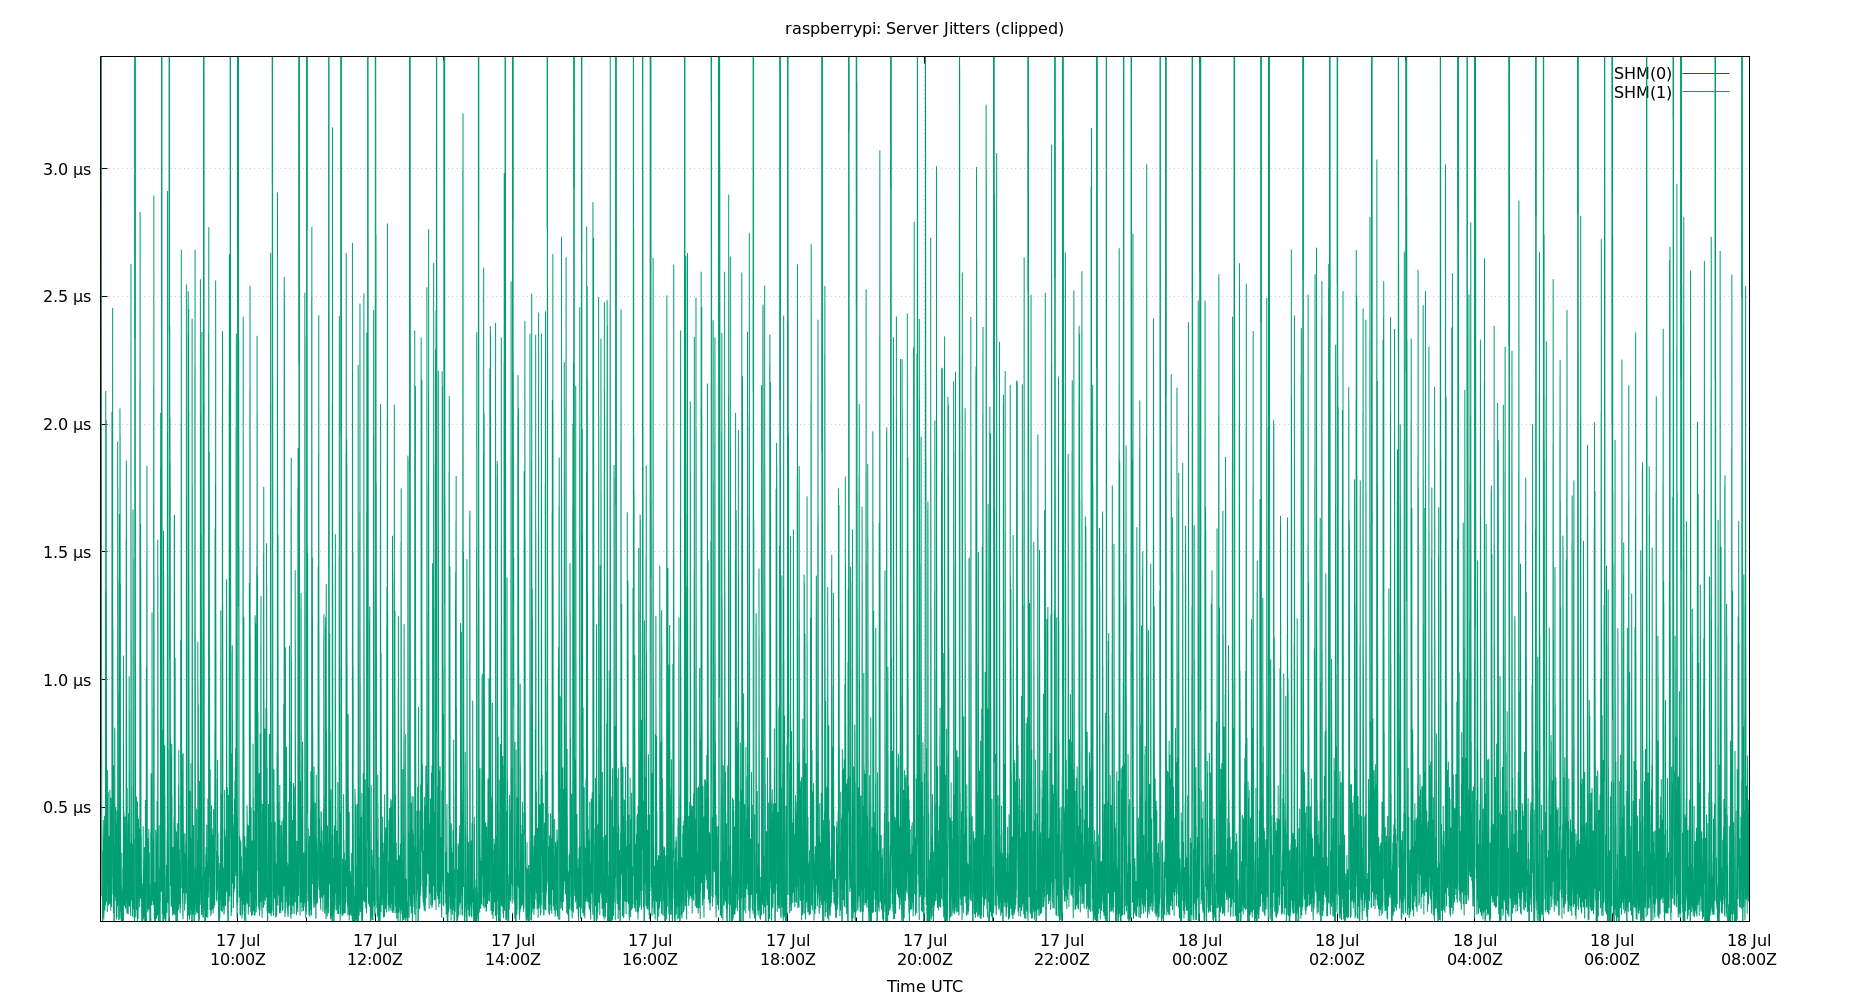 raspberrypi: Server Jitters (clipped)
SHM(0)
SHM(1)
3.0 μs
2.5 μs
2.0 μs
1.5 μs
1.0 μs
0.5 μs
17 Jul 17 Jul 17 Jul 17 Jul 17 Jul 17 Jul 17 Jul 18 Jul 18 Jul 18 Jul 18 Jul 18 Jul
10:00Z 12:00Z 14:00Z 16:00Z 18:00Z 20:00Z 22:00Z 00:00Z 02:00Z 04:00Z 06:00Z 08:00Z
Time UTC